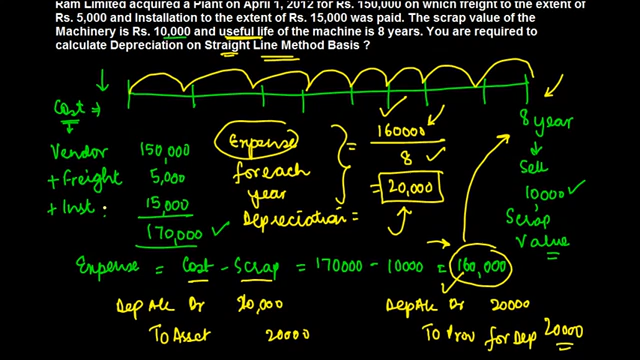 Ram Limited acquired a Plant on April 1, 2012 for Rs. 150,000 on which freight to the extent of
Rs. 5,000 and Installation to the extent of Rs. 15,000 was paid. The scrap value of the
Machinery is Rs. 10,000 and useful life of the machine is 8 years. You are required to
calculate Depreciation on Straight Line Method Basis ?
Cost =>
Vendor 150,000
+ Freight 5,000
+ Inst : 15,000
170,000
Expense
for each
year
Depreciation =
= 160000
8
= 20,000
8 year
Sell
10,000
Scrap
Value
Expense = Cost - Scrap = 170000 - 10000 = 160,000
Dep A/c Dr 20,000
To Asset 20000
Dep A/c Dr 20000
To Prov for Dep 20000